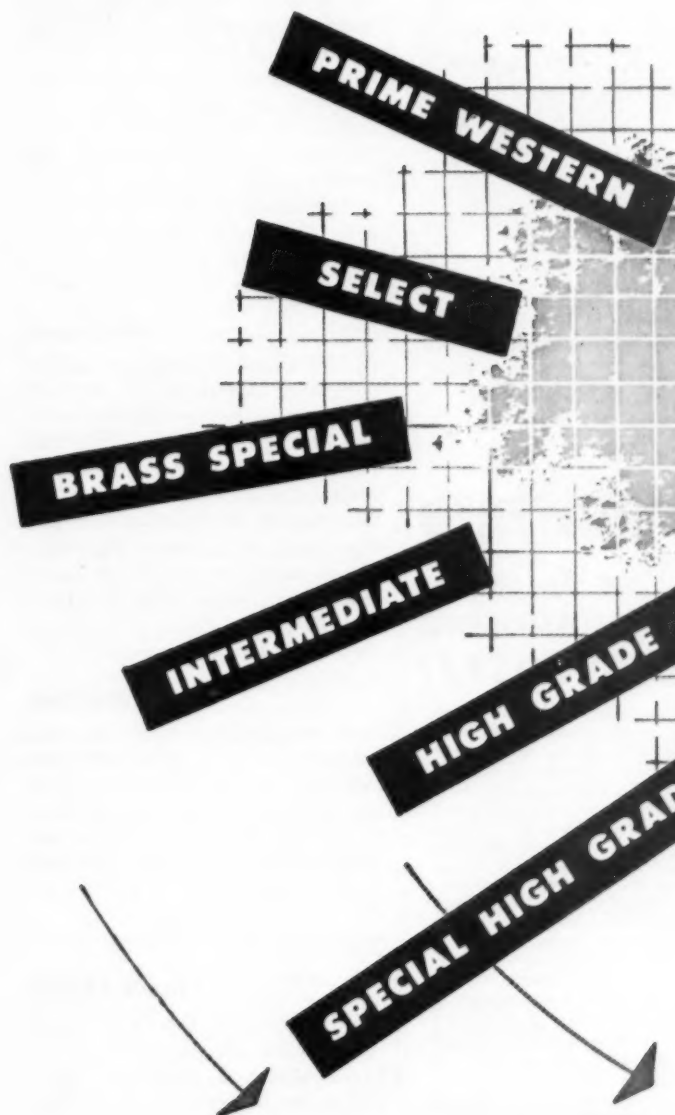 PRIME WESTERN
SELECT
BRASS SPECIAL
INTERMEDIATE
HIGH GRADE
SPECIAL HIGH GRAD